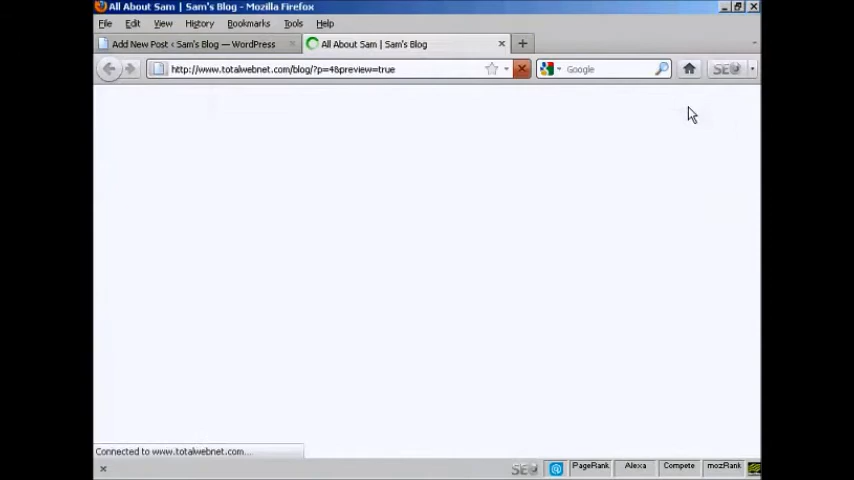 All About Sam | Sam's Blog - Mozilla Firefox
File Edit View History Bookmarks Tools Help
Add New Post ‹ Sam's Blog — WordPress All About Sam | Sam's Blog
http://www.totalwebnet.com/blog/?p=4&preview=true Google SEO
Connected to www.totalwebnet.com...
SEO PageRank Alexa Compete mozRank